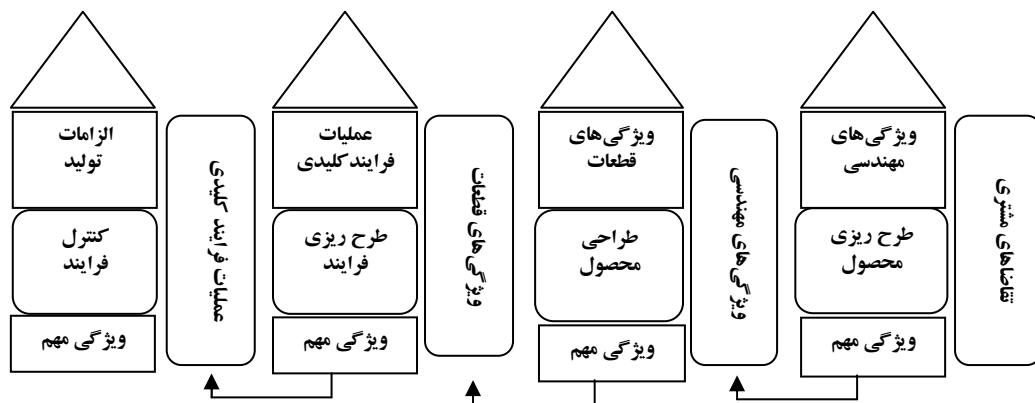 تقاضاهای مشتری
ویژگی‌های
مهندسی
طرح ریزی
محصول
ویژگی مهم
ویژگی‌های مهندسی
ویژگی‌های
قطعات
طراحی
محصول
ویژگی مهم
ویژگی‌های قطعات
عملیات
فرایندکلیدی
طرح ریزی
فرایند
ویژگی مهم
عملیات فرایند کلیدی
الزامات
تولید
کنترل
فرایند
ویژگی مهم